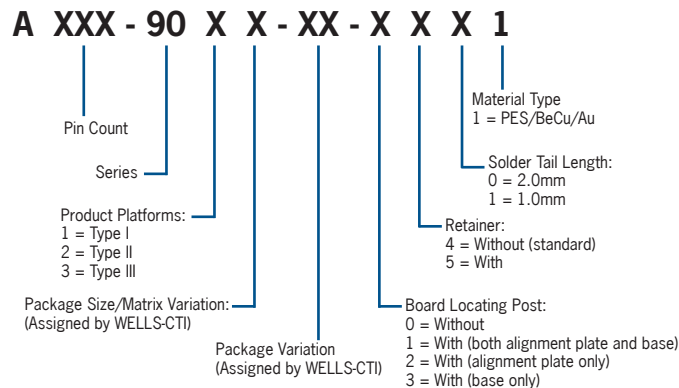 A XXX - 90 X X - XX - X X X 1
Material Type
1 = PES/BeCu/Au
Pin Count
Solder Tail Length:
0 = 2.0mm
1 = 1.0mm
Series
Product Platforms:
1 = Type I
2 = Type II
3 = Type III
Retainer:
4 = Without (standard)
5 = With
Package Size/Matrix Variation:
(Assigned by WELLS-CTI)
Board Locating Post:
0 = Without
1 = With (both alignment plate and base)
2 = With (alignment plate only)
3 = With (base only)
Package Variation
(Assigned by WELLS-CTI)